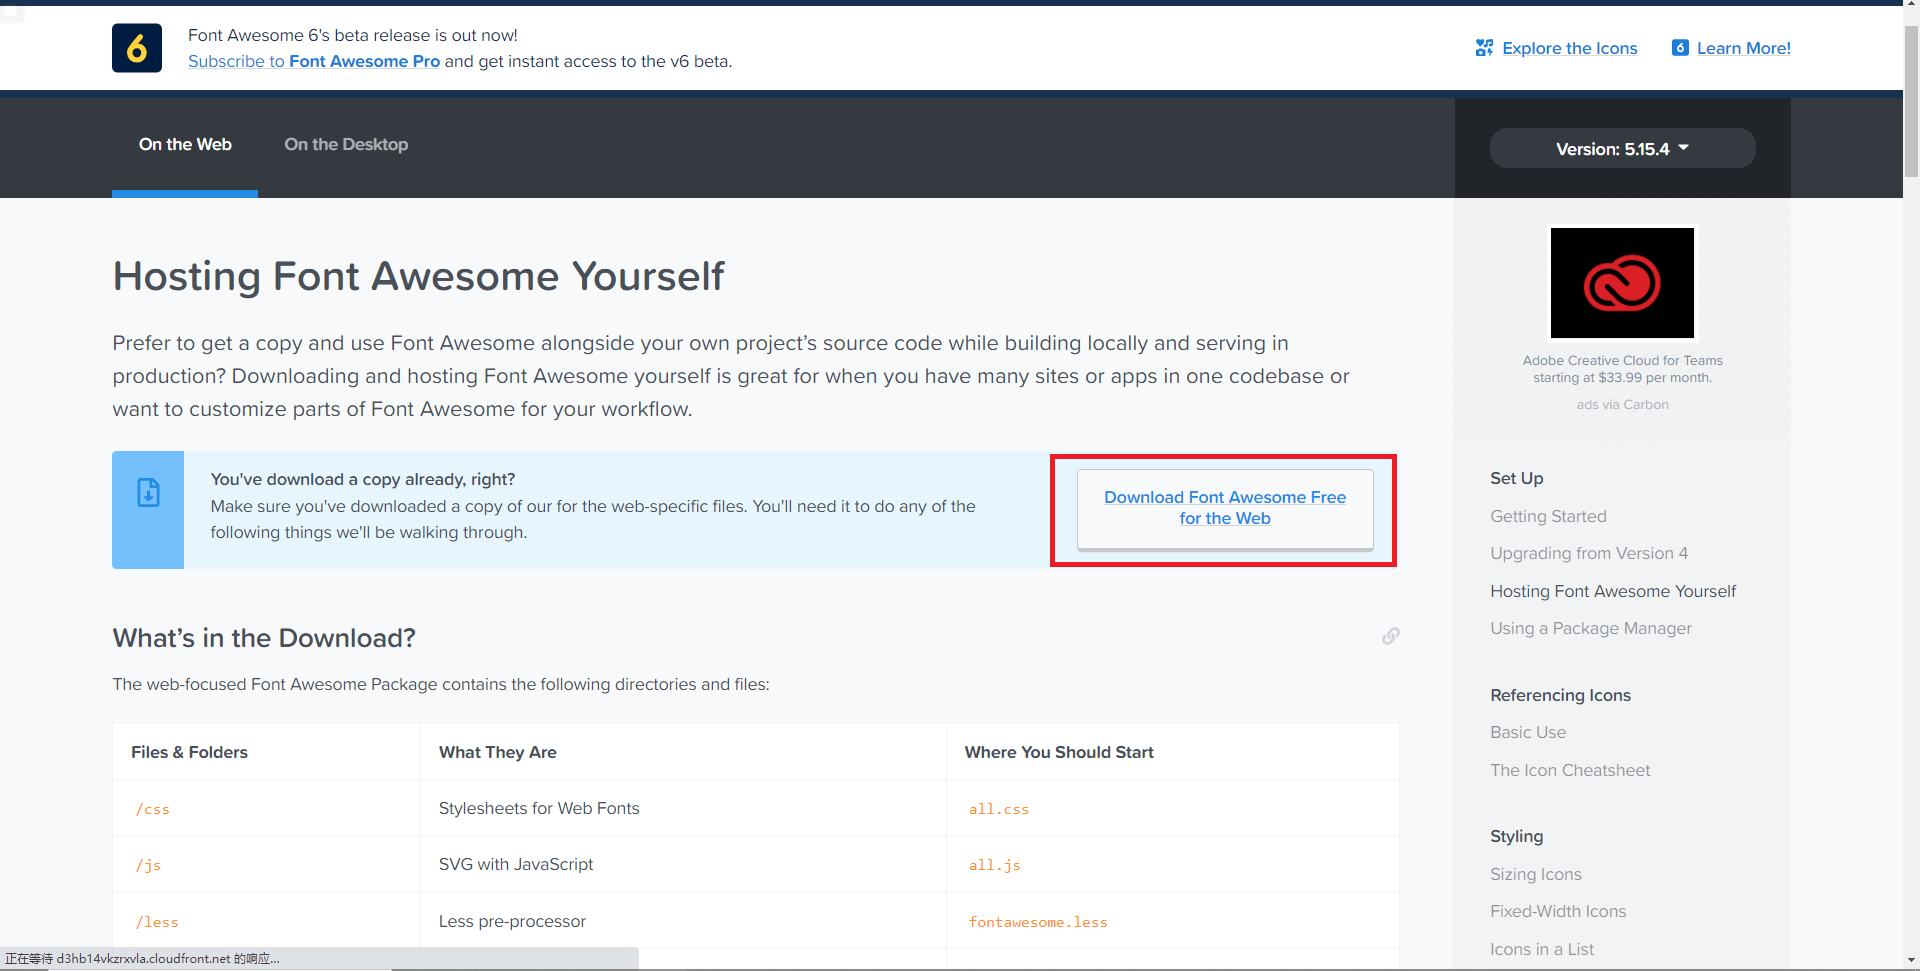 6
Font Awesome 6's beta release is out now!
Subscribe to Font Awesome Pro and get instant access to the v6 beta.
Explore the Icons
6 Learn More!
On the Web
On the Desktop
Version: 5.15.4
Hosting Font Awesome Yourself
Prefer to get a copy and use Font Awesome alongside your own project’s source code while building locally and serving in
production? Downloading and hosting Font Awesome yourself is great for when you have many sites or apps in one codebase or
want to customize parts of Font Awesome for your workflow.
You've download a copy already, right?
Make sure you've downloaded a copy of our for the web-specific files. You'll need it to do any of the
following things we'll be walking through.
Download Font Awesome Free
for the Web
What’s in the Download?
The web-focused Font Awesome Package contains the following directories and files:
Files & Folders
What They Are
Where You Should Start
/css
Stylesheets for Web Fonts
all.css
/js
SVG with JavaScript
all.js
/less
Less pre-processor
fontawesome.less
Adobe Creative Cloud for Teams
starting at $33.99 per month.
ads via Carbon
Set Up
Getting Started
Upgrading from Version 4
Hosting Font Awesome Yourself
Using a Package Manager
Referencing Icons
Basic Use
The Icon Cheatsheet
Styling
Sizing Icons
Fixed-Width Icons
Icons in a List
正在等待 d3hb14vkzrxvla.cloudfront.net 的响应...